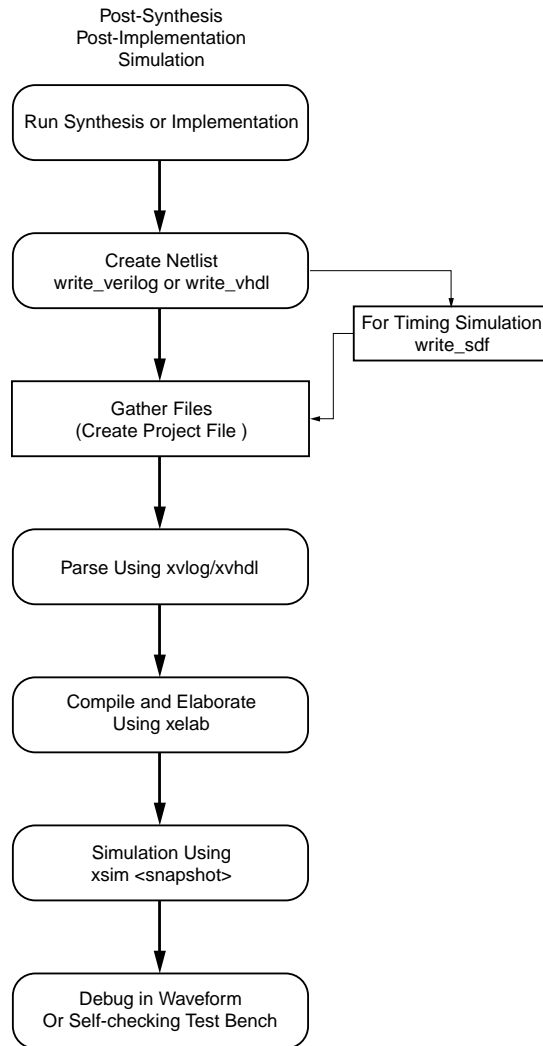 Post-Synthesis
Post-Implementation
Simulation
Run Synthesis or Implementation
Create Netlist
write_verilog or write_vhdl
For Timing Simulation
write_sdf
Gather Files
(Create Project File )
Parse Using xvlog/xvhdl
Compile and Elaborate
Using xelab
Simulation Using
xsim <snapshot>
Debug in Waveform
Or Self-checking Test Bench